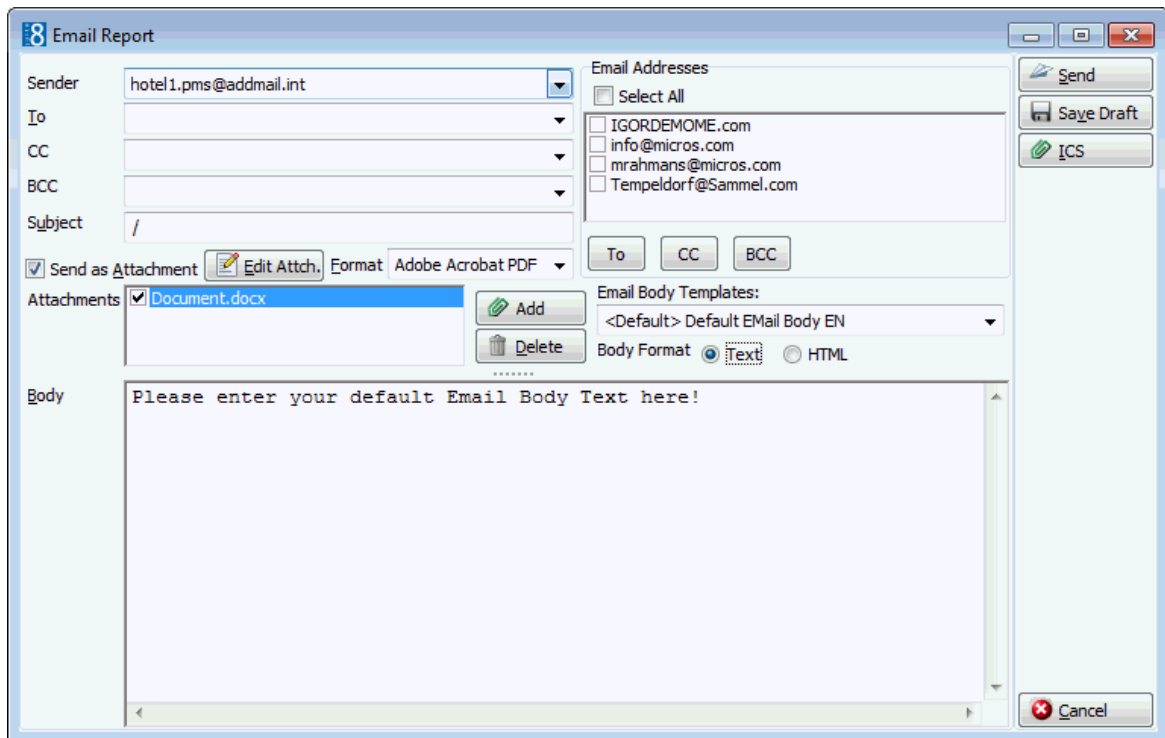 8 Email Report
Sender hotel1.pms@addmail.int
To
CC
BCC
Subject /
Send as Attachment Edit Attch. Format Adobe Acrobat PDF
Attachments Document.docx
Add
Delete
Email Addresses
Select All
IGORDEMOME.com
info@micros.com
mrahmans@micros.com
Tempeldorf@Sammel.com
To CC BCC
Email Body Templates:
<Default> Default EMail Body EN
Body Format Text HTML
Body Please enter your default Email Body Text here!
Send
Save Draft
ICS
Cancel